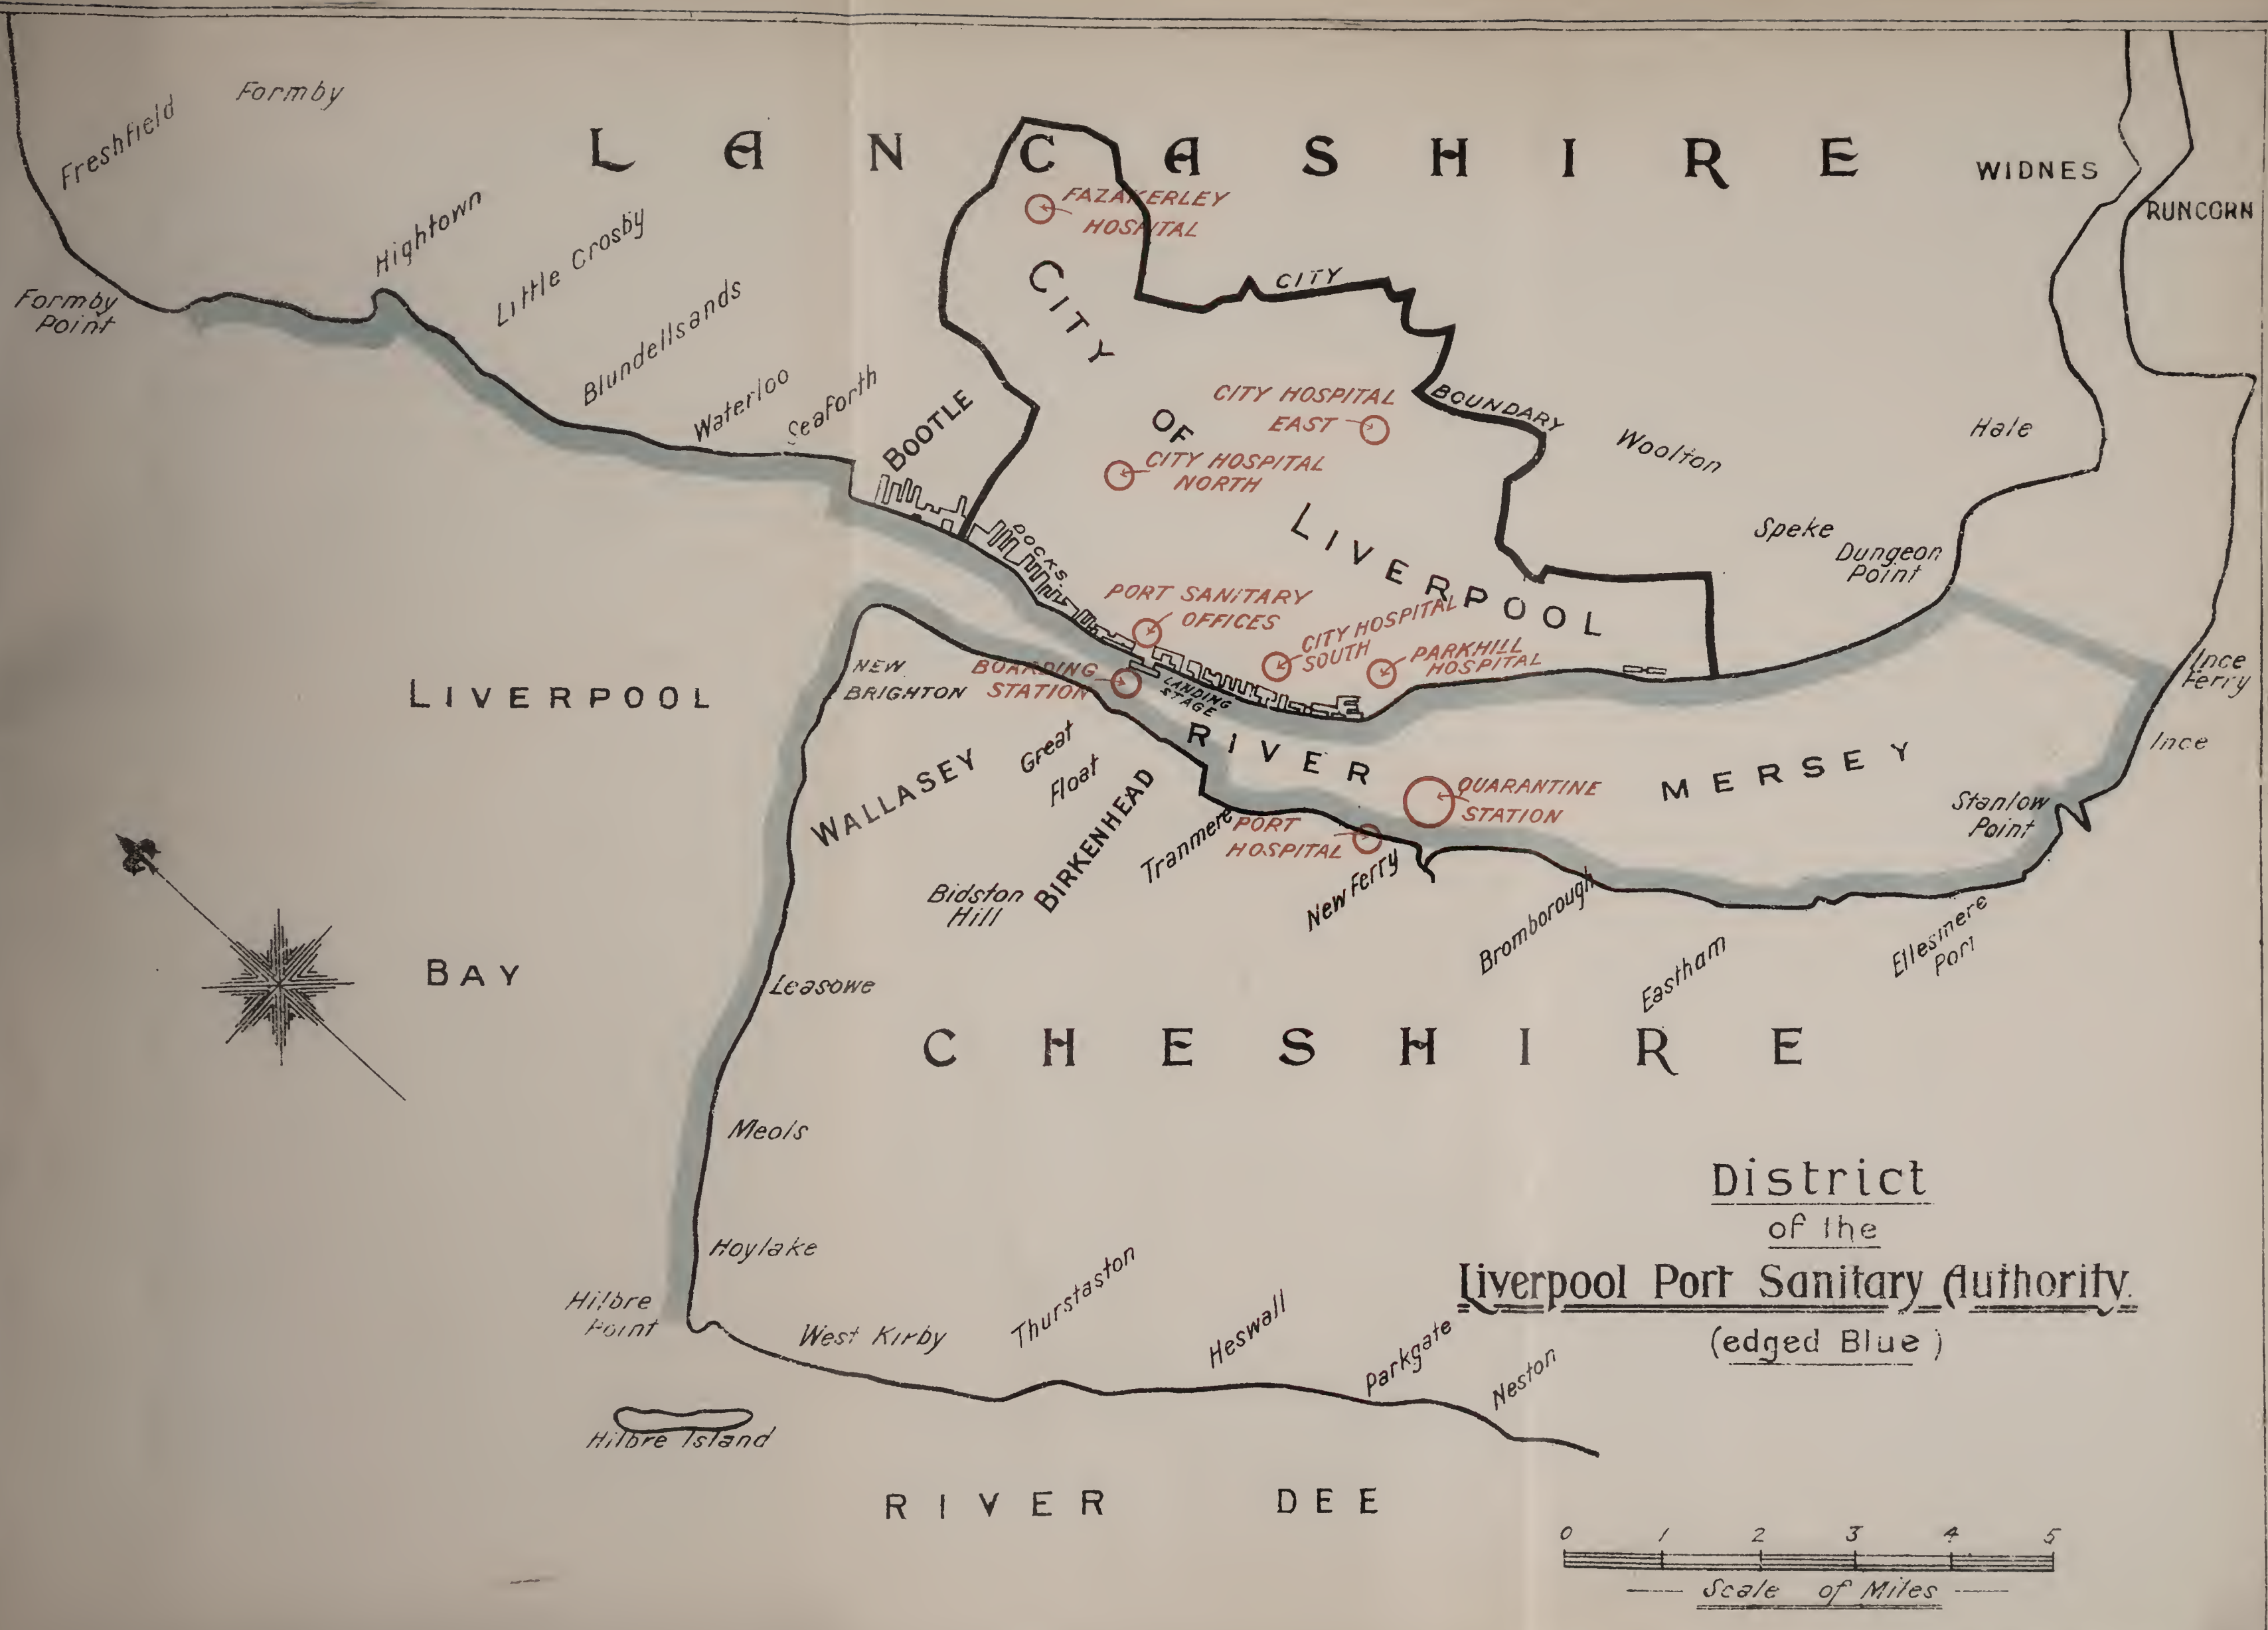 LANCASHIRE
Formby
Freshfield
Formby
Point
Hightown
Little Crosby
Blundellsands
Waterloo
Seaforth
BOOTLE
WIDNES
RUNCORN
FAZAKERLEY
HOSPITAL
CITY
OF
LIVERPOOL
CITY
BOUNDARY
CITY HOSPITAL
EAST
CITY HOSPITAL
NORTH
Woolton
Hale
Speke
Dungeon
Point
DOCKS
PORT SANITARY
OFFICES
CITY HOSPITAL
SOUTH
PARKHILL
HOSPITAL
BOARDING
STATION
LANDING
STAGE
Ince
Ferry
Ince
LIVERPOOL
BAY
NEW
BRIGHTON
WALLASEY
Great
Float
BIRKENHEAD
RIVER
MERSEY
QUARANTINE
STATION
PORT
HOSPITAL
Tranmere
New Ferry
Bromborough
Eastham
Ellesmere
Port
Stanlow
Point
Bidston
Hill
Leasowe
CHESHIRE
Meols
Hoylake
Hilbre
Point
West Kirby
Thurstaston
Heswall
Parkgate
Neston
Hilbre Island
RIVER DEE
District
of the
Liverpool Port Sanitary Authority.
(edged Blue)
0 1 2 3 4 5
Scale of Miles